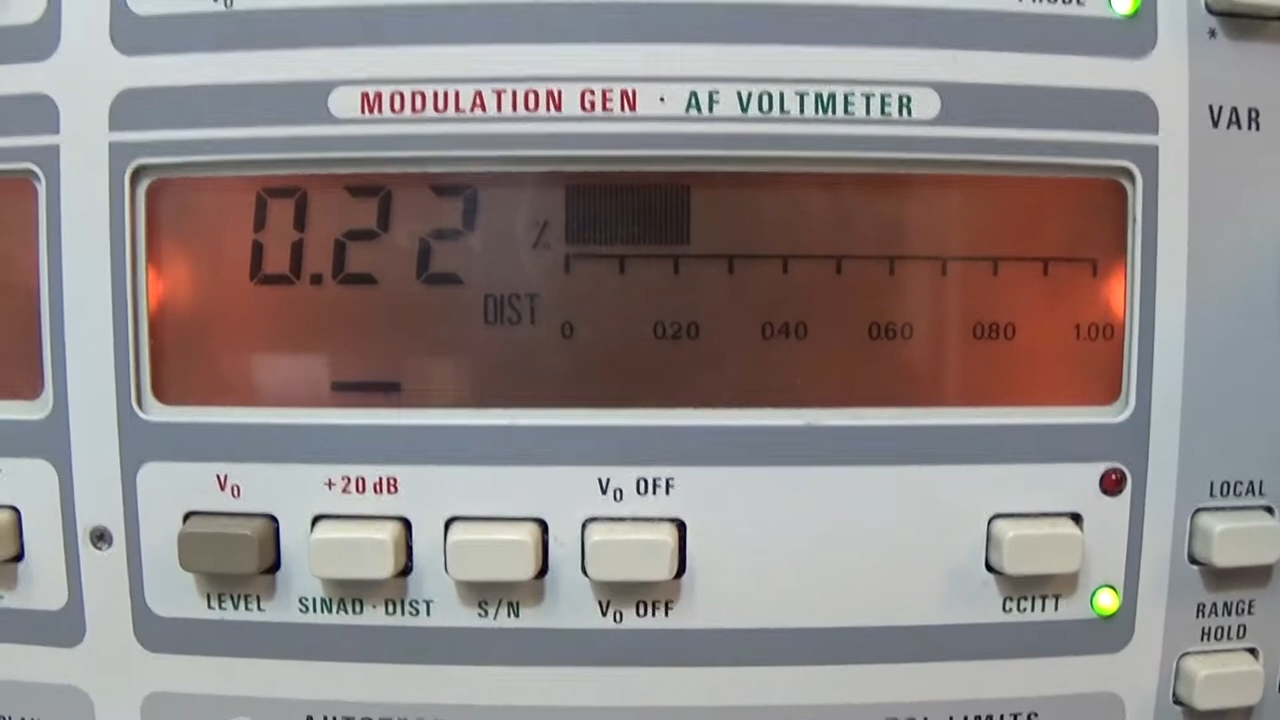 MODULATION GEN · AF VOLTMETER
VAR
0.22 %
DIST
0 0.20 0.40 0.60 0.80 1.00
V0 +20 dB V0 OFF
LOCAL
LEVEL SINAD · DIST S/N V0 OFF CCITT
RANGE
HOLD